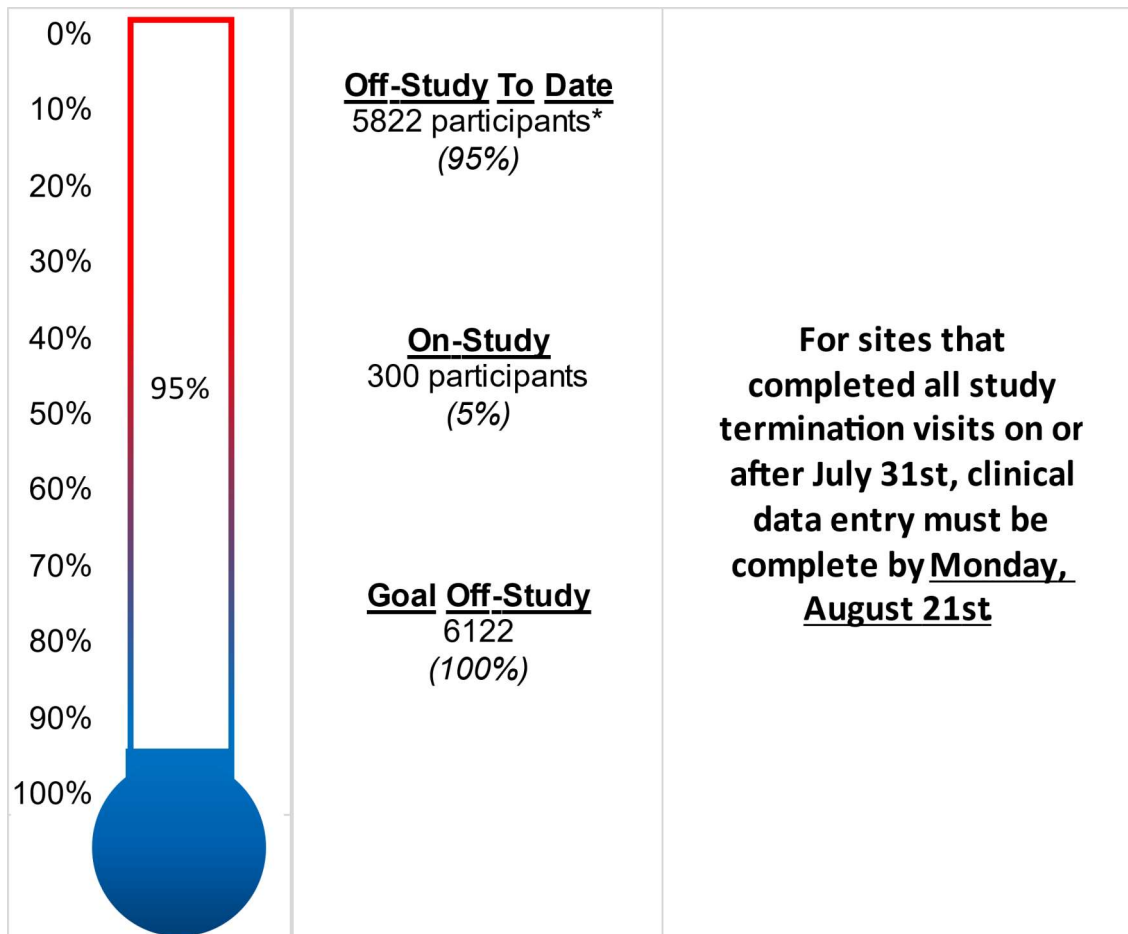 0%
10%
20%
30%
40%
50%
60%
70%
80%
90%
100%
95%
Off-Study To Date
5822 participants*
(95%)
On-Study
300 participants
(5%)
Goal Off-Study
6122
(100%)
For sites that
completed all study
termination visits on or
after July 31st, clinical
data entry must be
complete by Monday,
August 21st.